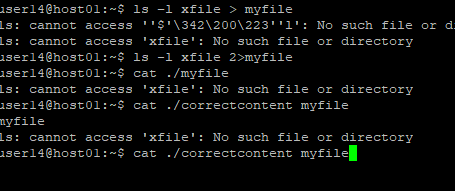 user14@host01:~$ ls -l xfile > myfile
ls: cannot access ''$'\342\200\223''l': No such file or d
ls: cannot access 'xfile': No such file or directory
user14@host01:~$ ls -l xfile 2>myfile
user14@host01:~$ cat ./myfile
ls: cannot access 'xfile': No such file or directory
user14@host01:~$ cat ./correctcontent myfile
myfile
ls: cannot access 'xfile': No such file or directory
user14@host01:~$ cat ./correctcontent myfile